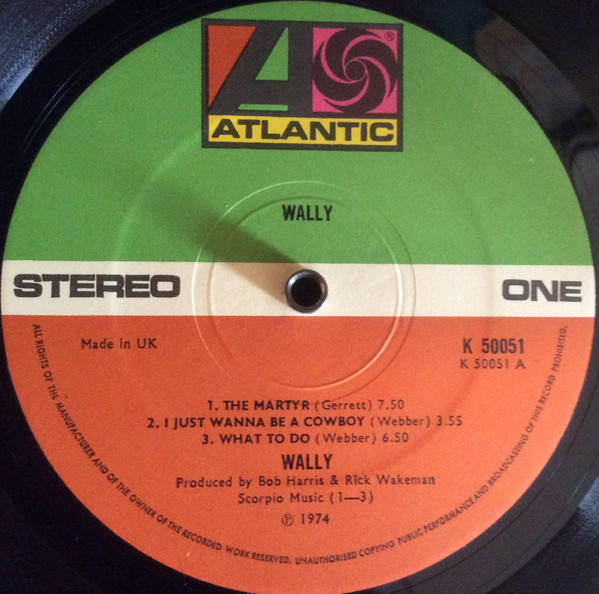 A
®
ATLANTIC
WALLY
STEREO
ONE
Made in UK
K 50051
K 50051 A
1. THE MARTYR (Gerrett) 7.50
2. I JUST WANNA BE A COWBOY (Webber) 3.55
3. WHAT TO DO (Webber) 6.50
WALLY
Produced by Bob Harris & Rick Wakeman
Scorpio Music (1—3)
℗ 1974
ALL RIGHTS OF THE MANUFACTURER AND OF THE OWNER OF THE RECORDED WORK RESERVED. UNAUTHORISED COPYING PUBLIC PERFORMANCE AND BROADCASTING OF THIS RECORD PROHIBITED.